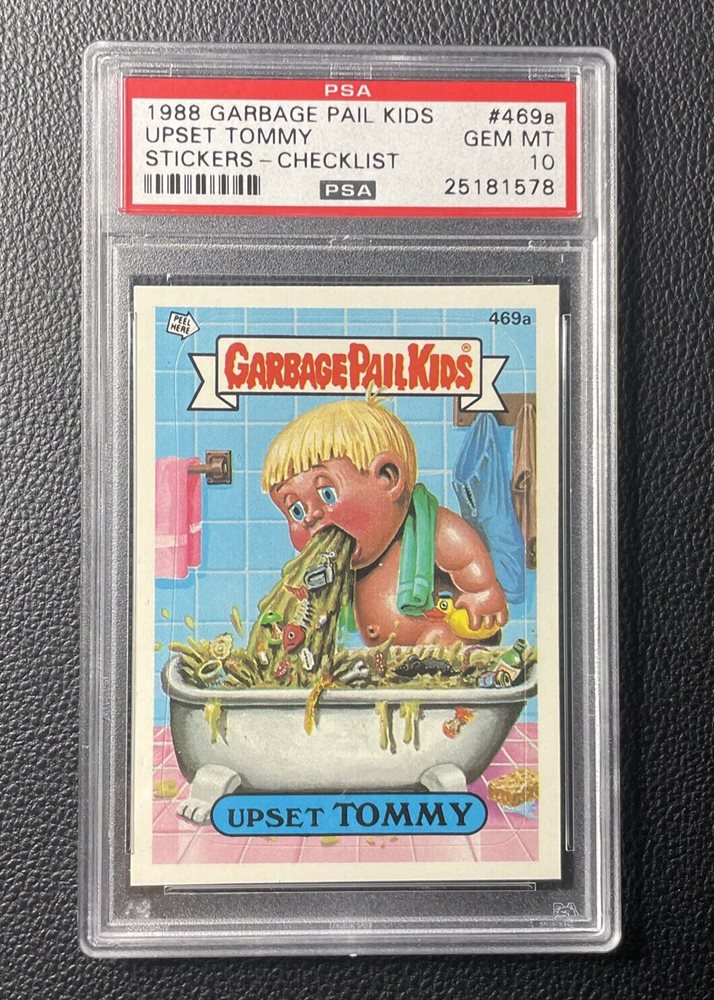 PSA
1988 GARBAGE PAIL KIDS #469a
UPSET TOMMY GEM MT
STICKERS – CHECKLIST 10
PSA 25181578
PEEL HERE
469a
GARBAGE PAIL KIDS®
UPSET TOMMY
PSA